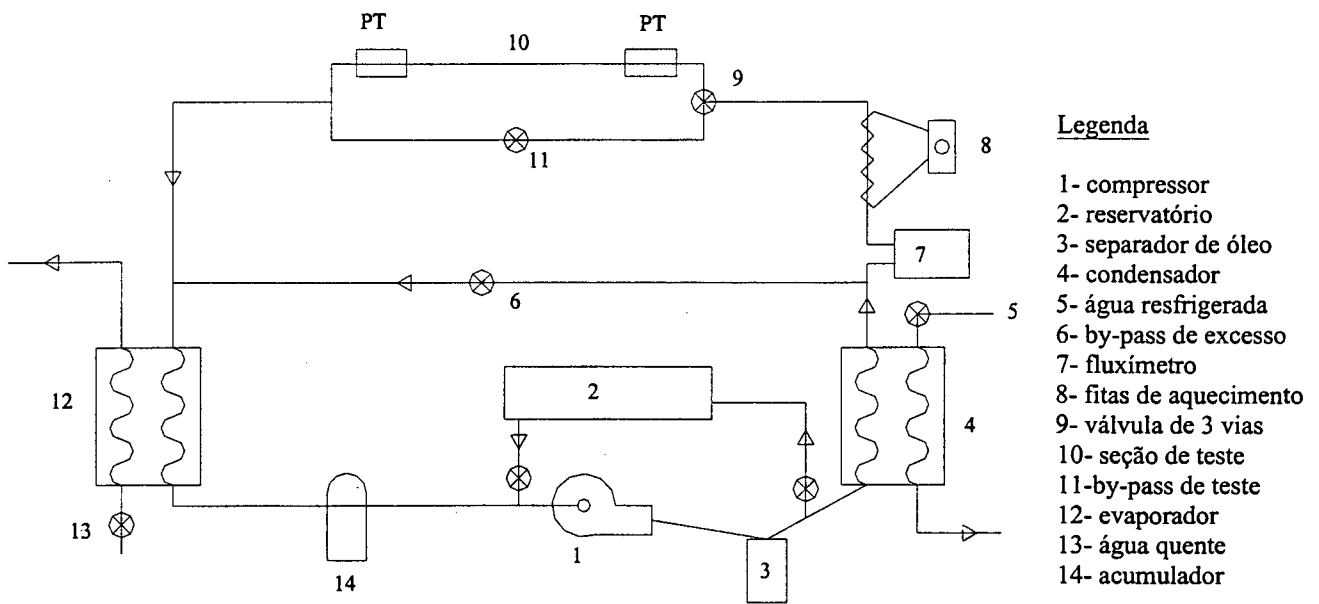 PT
PT
10
9
11
8
7
6
5
12
2
4
13
14
1
3
Legenda
1- compressor
2- reservatório
3- separador de óleo
4- condensador
5- água resfrigerada
6- by-pass de excesso
7- fluxímetro
8- fitas de aquecimento
9- válvula de 3 vias
10- seção de teste
11-by-pass de teste
12- evaporador
13- água quente
14- acumulador